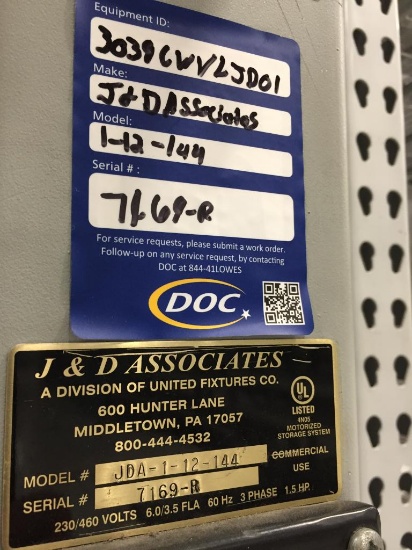 Equipment ID:
3039CWVLJD01
Make:
J&D Associates
Model:
1-12-144
Serial #:
7169-R
For service requests, please submit a work order.
Follow-up on any service request, by contacting
DOC at 844-41LOWES
DOC
J & D ASSOCIATES
A DIVISION OF UNITED FIXTURES CO.
600 HUNTER LANE
MIDDLETOWN, PA 17057
800-444-4532
UL
LISTED
4N05
MOTORIZED
STORAGE SYSTEM
COMMERCIAL
USE
MODEL # JDA-1-12-144
SERIAL # 7169-R
230/460 VOLTS 6.0/3.5 FLA 60 Hz 3 PHASE 1.5 HP